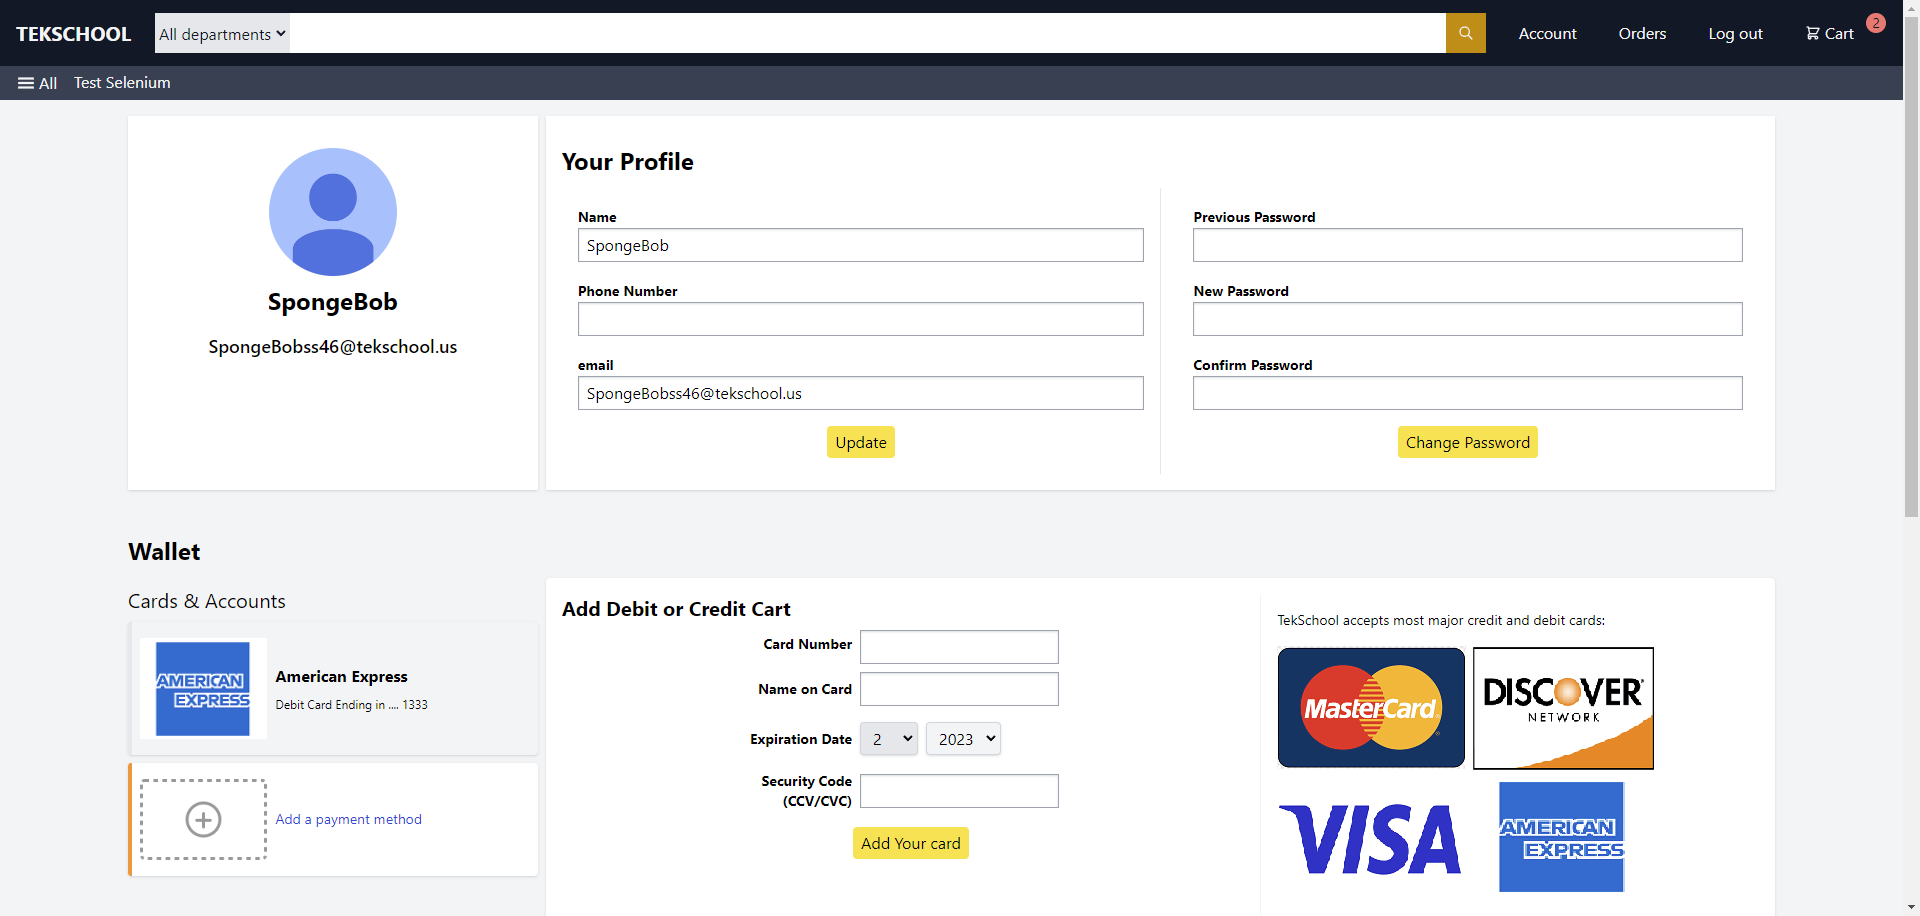 TEKSCHOOL
All departments
Account
Orders
Log out
Cart
2
All
Test Selenium
SpongeBob
SpongeBobss46@tekschool.us
Your Profile
Name
SpongeBob
Phone Number
email
SpongeBobss46@tekschool.us
Update
Previous Password
New Password
Confirm Password
Change Password
Wallet
Cards & Accounts
AMERICAN
EXPRESS
American Express
Debit Card Ending in .... 1333
Add a payment method
Add Debit or Credit Cart
Card Number
Name on Card
Expiration Date
2
2023
Security Code
(CCV/CVC)
Add Your card
TekSchool accepts most major credit and debit cards:
MasterCard
DISCOVER
NETWORK
VISA
AMERICAN
EXPRESS